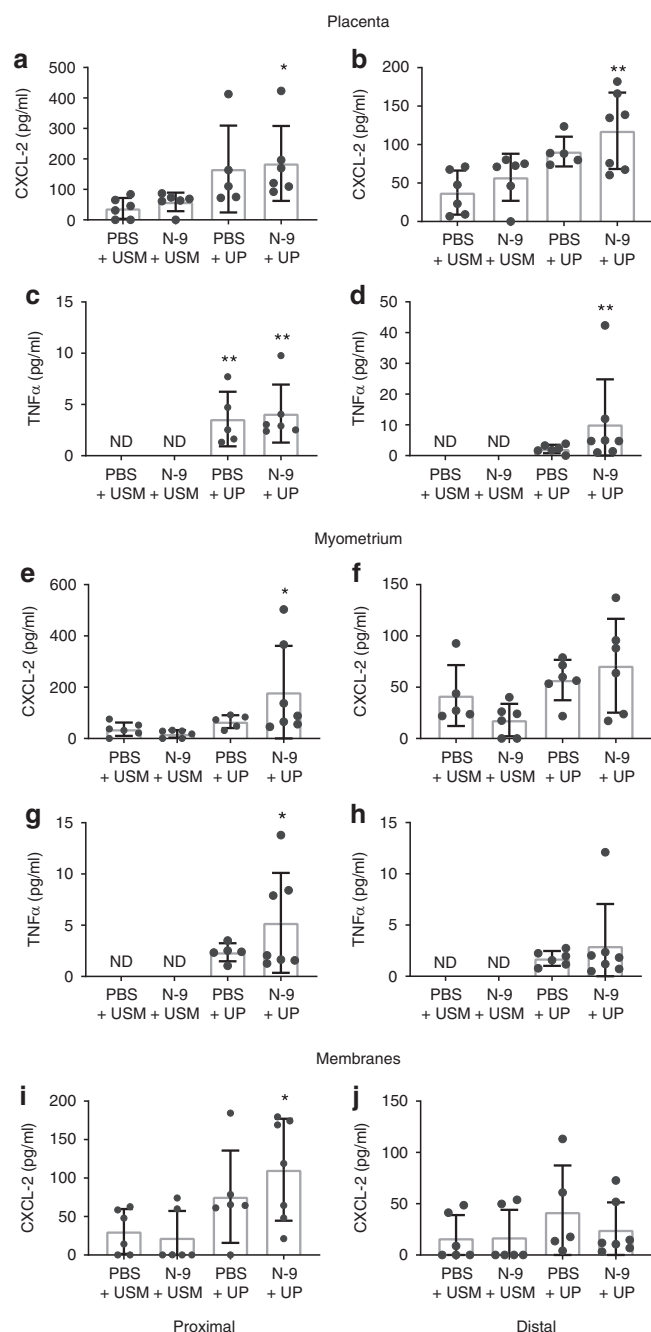 Placenta
a
CXCL-2 (pg/ml)
500
400
300
200
100
0
*
PBS + USM
N-9 + USM
PBS + UP
N-9 + UP
b
CXCL-2 (pg/ml)
200
150
100
50
0
**
PBS + USM
N-9 + USM
PBS + UP
N-9 + UP
c
TNFα (pg/ml)
15
10
5
0
ND
ND
**
**
PBS + USM
N-9 + USM
PBS + UP
N-9 + UP
d
TNFα (pg/ml)
50
40
30
20
10
0
ND
ND
**
PBS + USM
N-9 + USM
PBS + UP
N-9 + UP
Myometrium
e
CXCL-2 (pg/ml)
600
400
200
0
*
PBS + USM
N-9 + USM
PBS + UP
N-9 + UP
f
CXCL-2 (pg/ml)
150
100
50
0
PBS + USM
N-9 + USM
PBS + UP
N-9 + UP
g
TNFα (pg/ml)
15
10
5
0
ND
ND
*
PBS + USM
N-9 + USM
PBS + UP
N-9 + UP
h
TNFα (pg/ml)
15
10
5
0
ND
ND
PBS + USM
N-9 + USM
PBS + UP
N-9 + UP
Membranes
i
CXCL-2 (pg/ml)
200
150
100
50
0
*
PBS + USM
N-9 + USM
PBS + UP
N-9 + UP
Proximal
j
CXCL-2 (pg/ml)
150
100
50
0
PBS + USM
N-9 + USM
PBS + UP
N-9 + UP
Distal